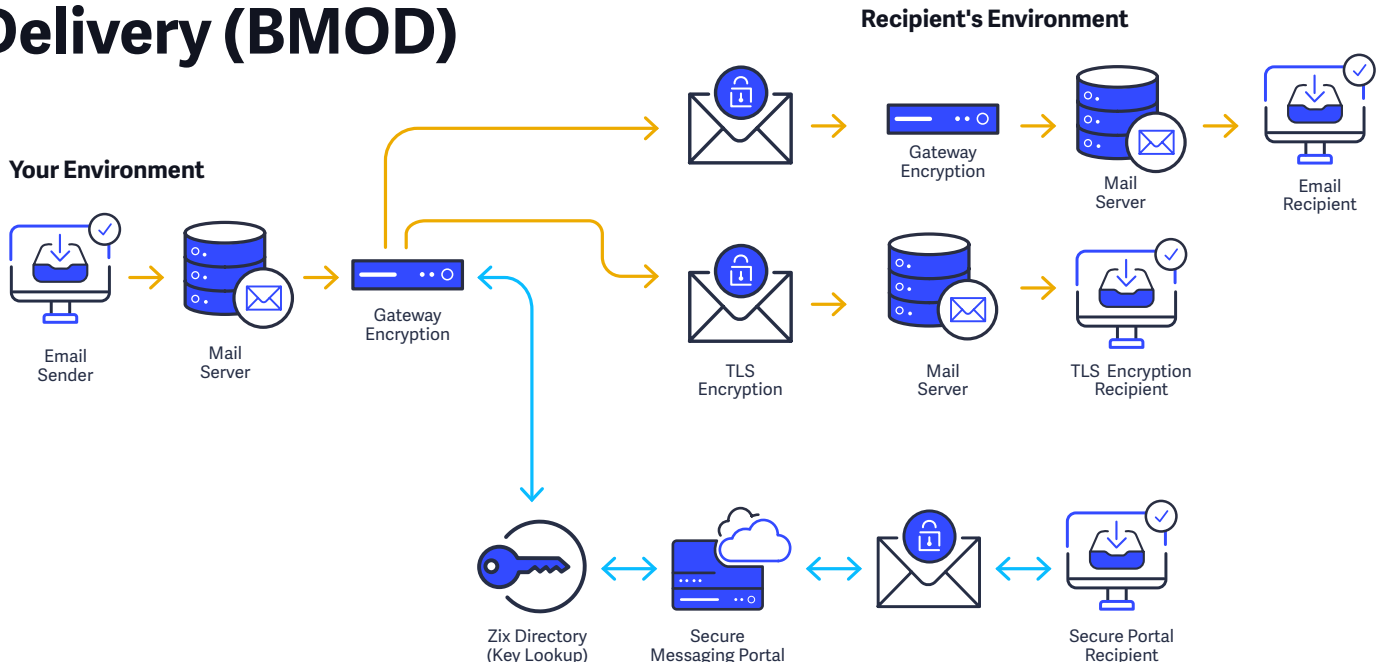 Delivery (BMOD)
Recipient's Environment
Your Environment
Gateway
Encryption
Mail
Server
Email
Recipient
Email
Sender
Mail
Server
Gateway
Encryption
TLS
Encryption
Mail
Server
TLS Encryption
Recipient
Zix Directory
(Key Lookup)
Secure
Messaging Portal
Secure Portal
Recipient